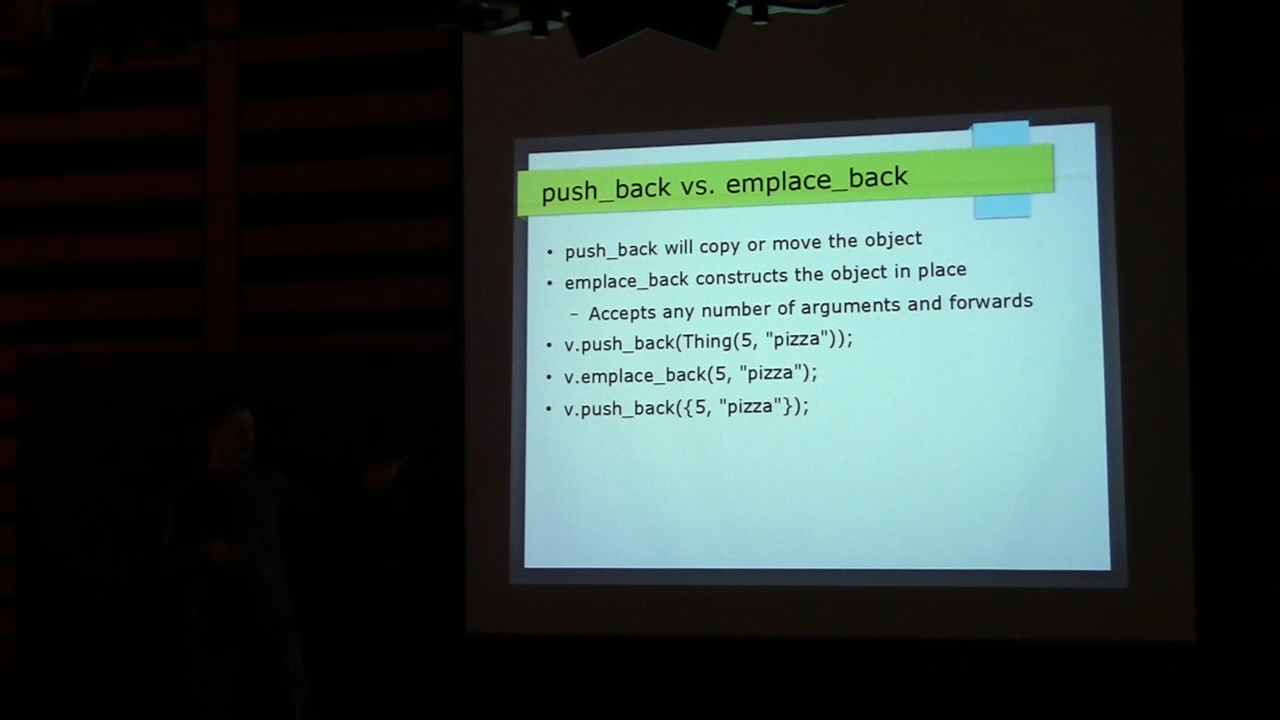 push_back vs. emplace_back
• push_back will copy or move the object
• emplace_back constructs the object in place
– Accepts any number of arguments and forwards
• v.push_back(Thing(5, "pizza"));
• v.emplace_back(5, "pizza");
• v.push_back({5, "pizza"});